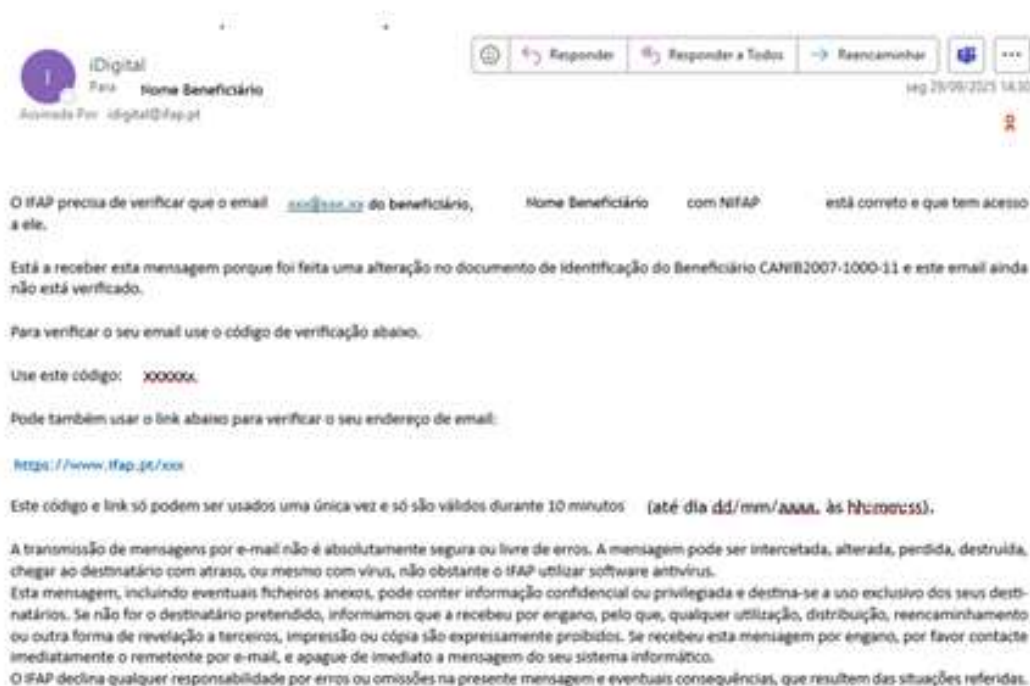 iDigital
Responder
Responder a Todos
Reencaminhar
Para Nome Beneficiário
seg 29/09/2025 14:30
Assinada Por idigital@ifap.pt
O IFAP precisa de verificar que o email do beneficiário, Nome Beneficiário com NIFAP está correto e que tem acesso
a ele.
Está a receber esta mensagem porque foi feita uma alteração no documento de Identificação do Beneficiário CANIB2007-1000-11 e este email ainda
não está verificado.
Para verificar o seu email use o código de verificação abaixo.
Use este código: xxxxxx.
Pode também usar o link abaixo para verificar o seu endereço de email:
https://www.ifap.pt/xxx
Este código e link só podem ser usados uma única vez e só são válidos durante 10 minutos (até dia dd/mm/aaaa, às hh:mm:ss).
A transmissão de mensagens por e-mail não é absolutamente segura ou livre de erros. A mensagem pode ser intercetada, alterada, perdida, destruída,
chegar ao destinatário com atraso, ou mesmo com vírus, não obstante o IFAP utilizar software antivírus.
Esta mensagem, incluindo eventuais ficheiros anexos, pode conter informação confidencial ou privilegiada e destina-se a uso exclusivo dos seus desti-
natários. Se não for o destinatário pretendido, informamos que a recebeu por engano, pelo que, qualquer utilização, distribuição, reencaminhamento
ou outra forma de revelação a terceiros, impressão ou cópia são expressamente proibidos. Se recebeu esta mensagem por engano, por favor contacte
imediatamente o remetente por e-mail, e apague de imediato a mensagem do seu sistema informático.
O IFAP declina qualquer responsabilidade por erros ou omissões na presente mensagem e eventuais consequências, que resultem das situações referidas.